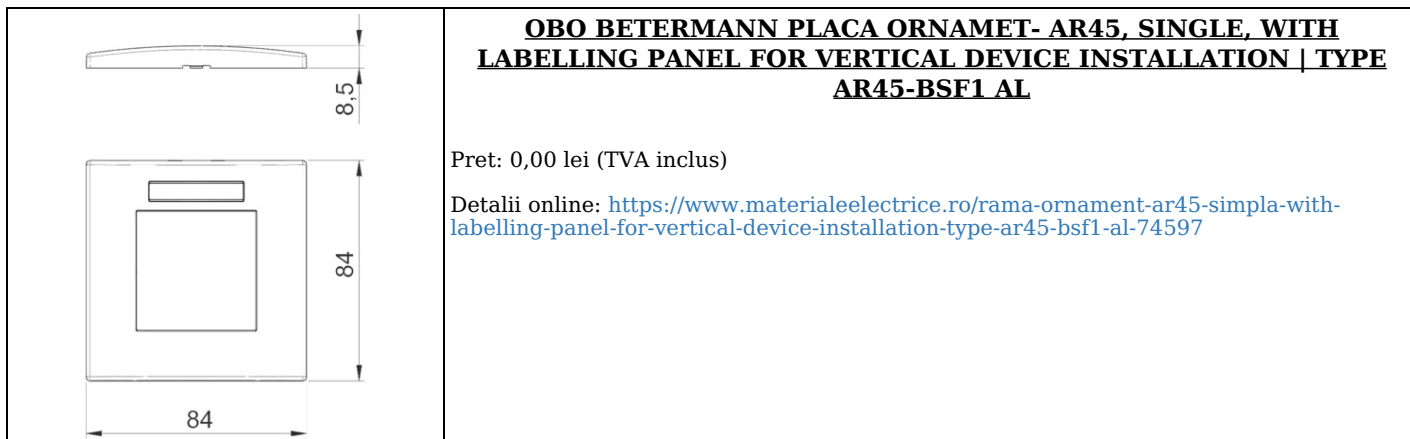 8,5
84
84
OBO BETERMANN PLACA ORNAMET- AR45, SINGLE, WITH
LABELLING PANEL FOR VERTICAL DEVICE INSTALLATION | TYPE
AR45-BSF1 AL
Pret: 0,00 lei (TVA inclus)
Detalii online: https://www.materialeelectrice.ro/rama-ornament-ar45-simpla-with-
labelling-panel-for-vertical-device-installation-type-ar45-bsf1-al-74597